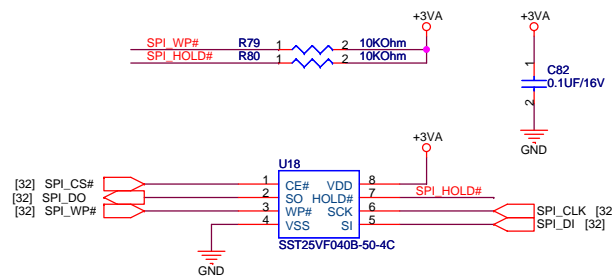 +3VA +3VA
SPI_WP# R79 1 2 10KOhm
SPI_HOLD# R80 1 2 10KOhm
1 C82
0.1UF/16V
2
GND
+3VA
U18
[32] SPI_CS# 1 CE# VDD 8
[32] SPI_DO 2 SO HOLD# 7 SPI_HOLD#
[32] SPI_WP# 3 WP# SCK 6 SPI_CLK [32
4 VSS SI 5 SPI_DI [32]
SST25VF040B-50-4C
GND